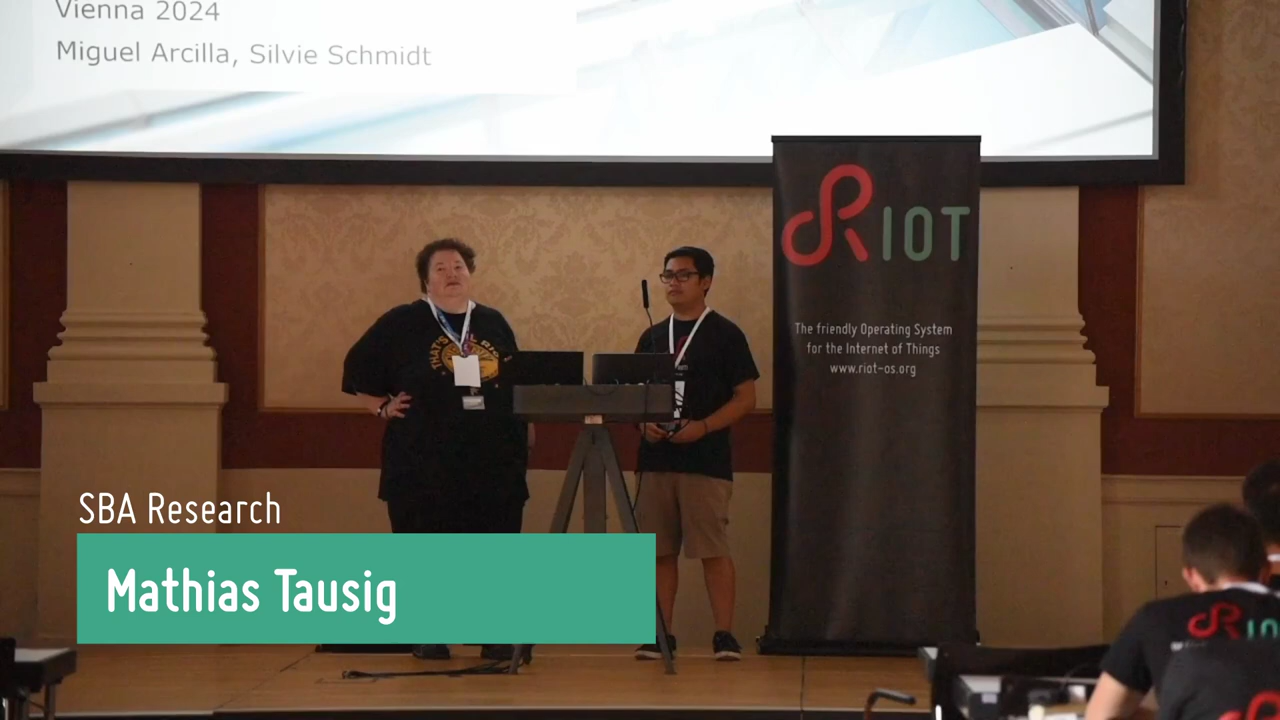 Vienna 2024
Miguel Arcilla, Silvie Schmidt
RIOT
The friendly Operating System
for the Internet of Things
www.riot-os.org
THAT'S
SBA Research
Mathias Tausig